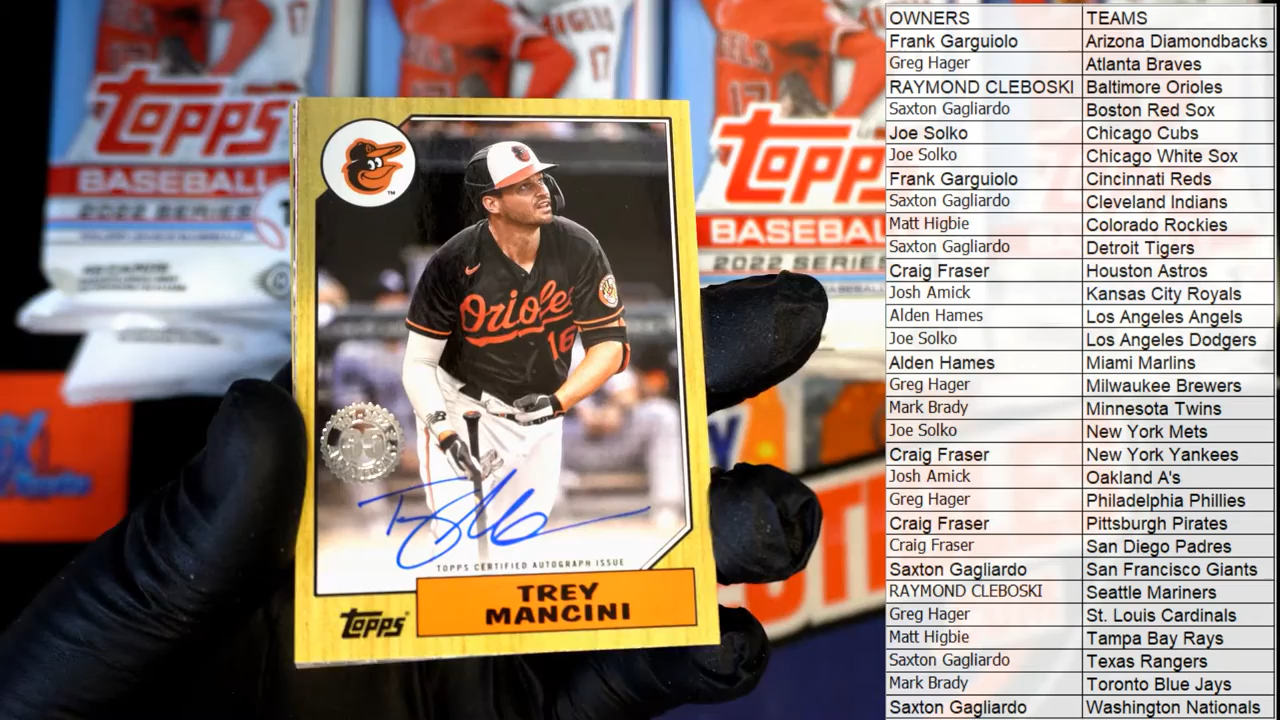 TOPPS
BASEBALL
2022 SERIES
TOPPS
BASEBAL
2022 SERIES
17
17
Orioles
16
35
TOPPS CERTIFIED AUTOGRAPH ISSUE
TREY
MANCINI
TOPPS
TM
OWNERS TEAMS
Frank Garguiolo Arizona Diamondbacks
Greg Hager Atlanta Braves
RAYMOND CLEBOSKI Baltimore Orioles
Saxton Gagliardo Boston Red Sox
Joe Solko Chicago Cubs
Joe Solko Chicago White Sox
Frank Garguiolo Cincinnati Reds
Saxton Gagliardo Cleveland Indians
Matt Higbie Colorado Rockies
Saxton Gagliardo Detroit Tigers
Craig Fraser Houston Astros
Josh Amick Kansas City Royals
Alden Hames Los Angeles Angels
Joe Solko Los Angeles Dodgers
Alden Hames Miami Marlins
Greg Hager Milwaukee Brewers
Mark Brady Minnesota Twins
Joe Solko New York Mets
Craig Fraser New York Yankees
Josh Amick Oakland A's
Greg Hager Philadelphia Phillies
Craig Fraser Pittsburgh Pirates
Craig Fraser San Diego Padres
Saxton Gagliardo San Francisco Giants
RAYMOND CLEBOSKI Seattle Mariners
Greg Hager St. Louis Cardinals
Matt Higbie Tampa Bay Rays
Saxton Gagliardo Texas Rangers
Mark Brady Toronto Blue Jays
Saxton Gagliardo Washington Nationals